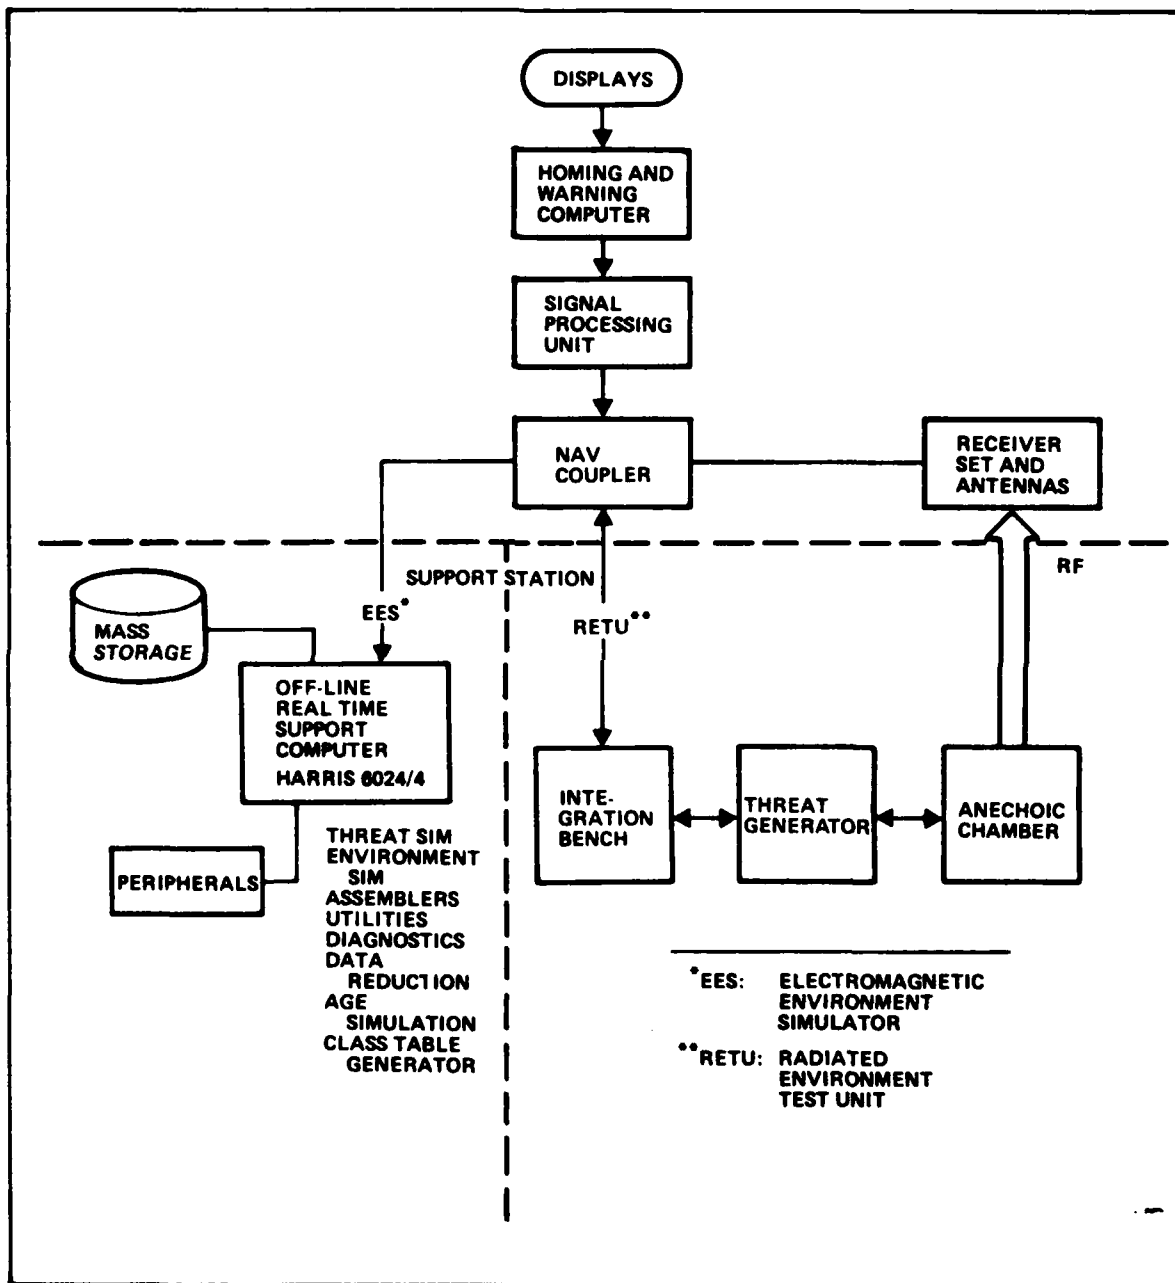 DISPLAYS
HOMING AND
WARNING
COMPUTER
SIGNAL
PROCESSING
UNIT
NAV
COUPLER
RECEIVER
SET AND
ANTENNAS
RF
SUPPORT STATION
EES*
RETU**
MASS
STORAGE
OFF-LINE
REAL TIME
SUPPORT
COMPUTER
HARRIS 6024/4
PERIPHERALS
THREAT SIM
ENVIRONMENT
SIM
ASSEMBLERS
UTILITIES
DIAGNOSTICS
DATA
REDUCTION
AGE
SIMULATION
CLASS TABLE
GENERATOR
INTE-
GRATION
BENCH
THREAT
GENERATOR
ANECHOIC
CHAMBER
*EES: ELECTROMAGNETIC
ENVIRONMENT
SIMULATOR
**RETU: RADIATED
ENVIRONMENT
TEST UNIT